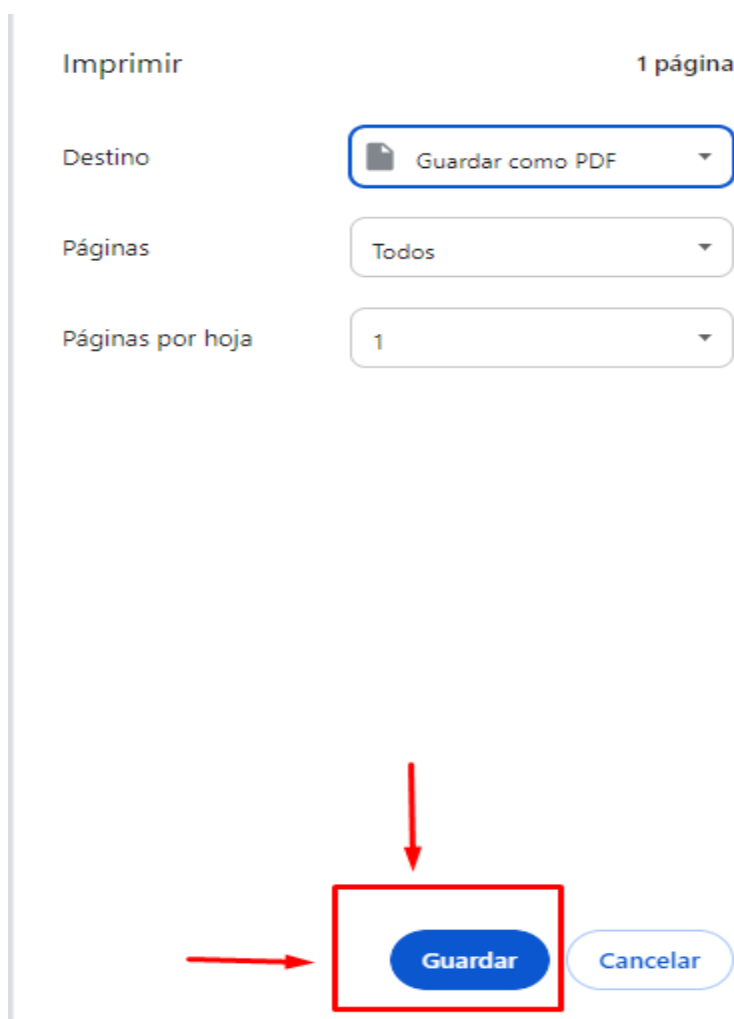 Imprimir 1 página
Destino Guardar como PDF
Páginas Todos
Páginas por hoja 1
Guardar Cancelar